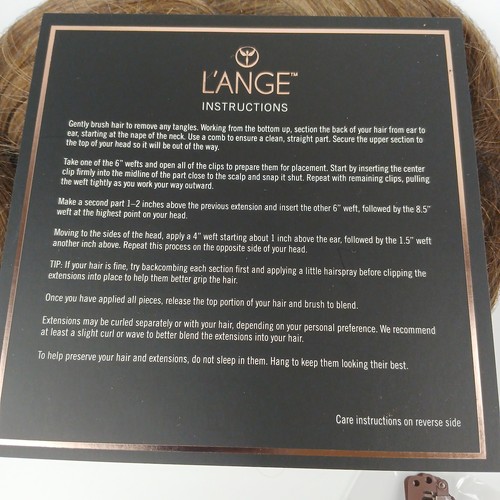 L'ANGE™
INSTRUCTIONS
Gently brush hair to remove any tangles. Working from the bottom up, section the back of your hair from ear to
ear, starting at the nape of the neck. Use a comb to ensure a clean, straight part. Secure the upper section to
the top of your head so it will be out of the way.
Take one of the 6" wefts and open all of the clips to prepare them for placement. Start by inserting the center
clip firmly into the midline of the part close to the scalp and snap it shut. Repeat with remaining clips, pulling
the weft tightly as you work your way outward.
Make a second part 1–2 inches above the previous extension and insert the other 6" weft, followed by the 8.5"
weft at the highest point on your head.
Moving to the sides of the head, apply a 4" weft starting about 1 inch above the ear, followed by the 1.5" weft
another inch above. Repeat this process on the opposite side of your head.
TIP: If your hair is fine, try backcombing each section first and applying a little hairspray before clipping the
extensions into place to help them better grip the hair.
Once you have applied all pieces, release the top portion of your hair and brush to blend.
Extensions may be curled separately or with your hair, depending on your personal preference. We recommend
at least a slight curl or wave to better blend the extensions into your hair.
To help preserve your hair and extensions, do not sleep in them. Hang to keep them looking their best.
Care instructions on reverse side